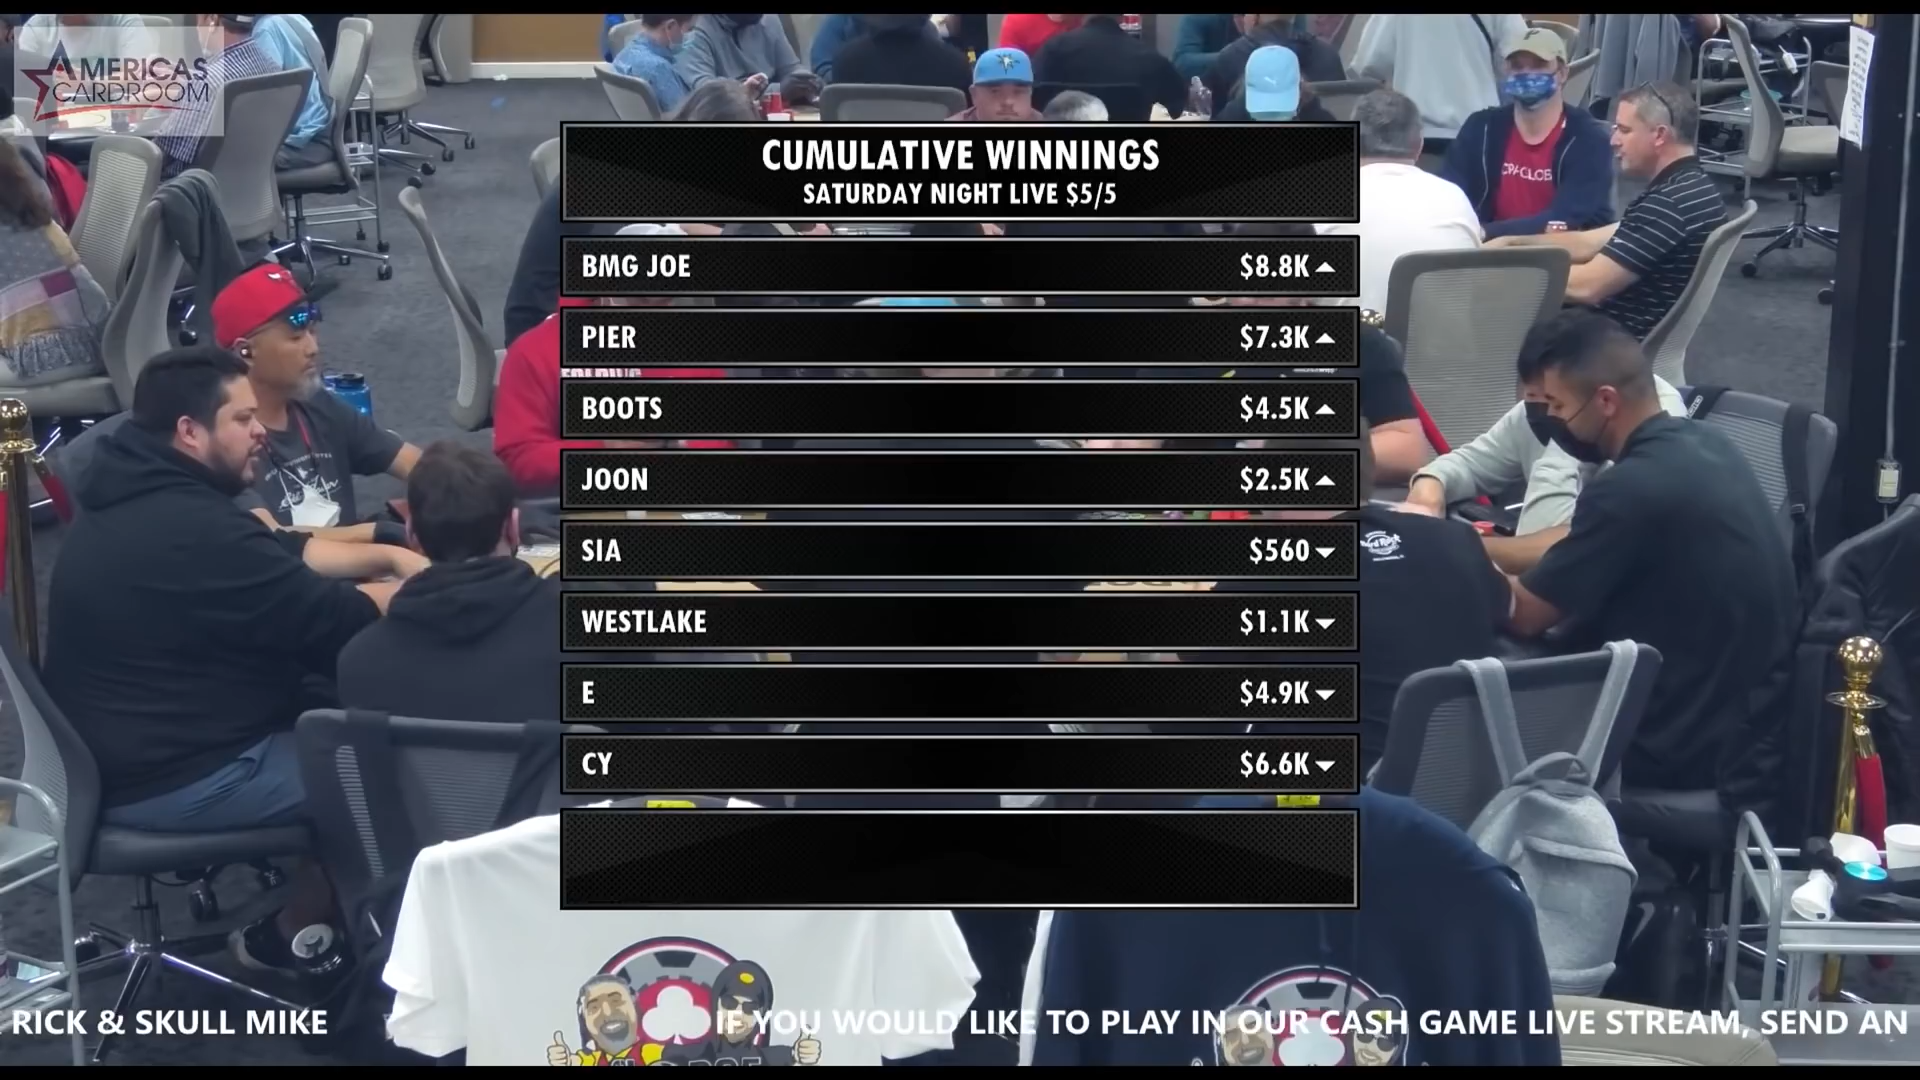 AMERICAS
CARDROOM
CUMULATIVE WINNINGS
SATURDAY NIGHT LIVE $5/5
BMG JOE $8.8K
PIER $7.3K
BOOTS $4.5K
JOON $2.5K
SIA $560
WESTLAKE $1.1K
E $4.9K
CY $6.6K
RICK & SKULL MIKE IF YOU WOULD LIKE TO PLAY IN OUR CASH GAME LIVE STREAM, SEND AN